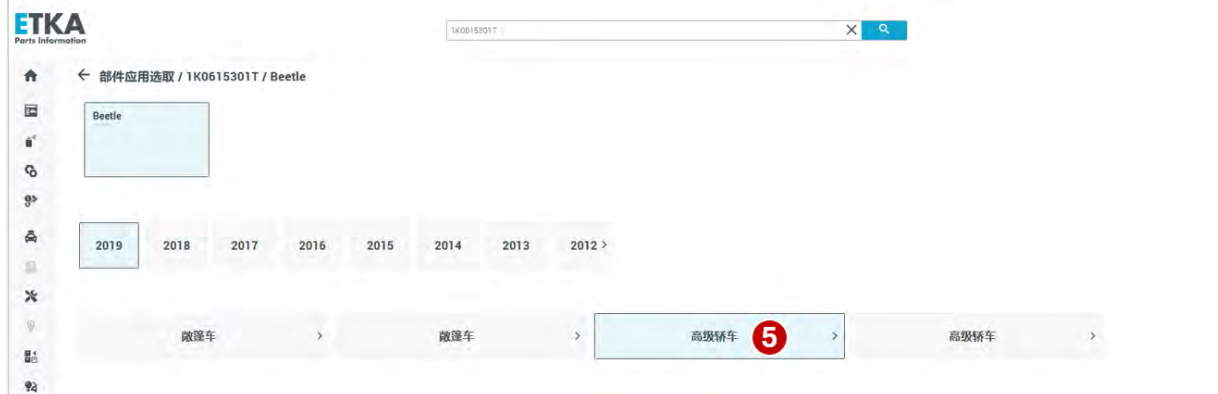 ETKA
Parts Information
1K0615301T
部件应用选取 / 1K0615301T / Beetle
Beetle
2019 2018 2017 2016 2015 2014 2013 2012
敞篷车 敞篷车 高级轿车 5 高级轿车